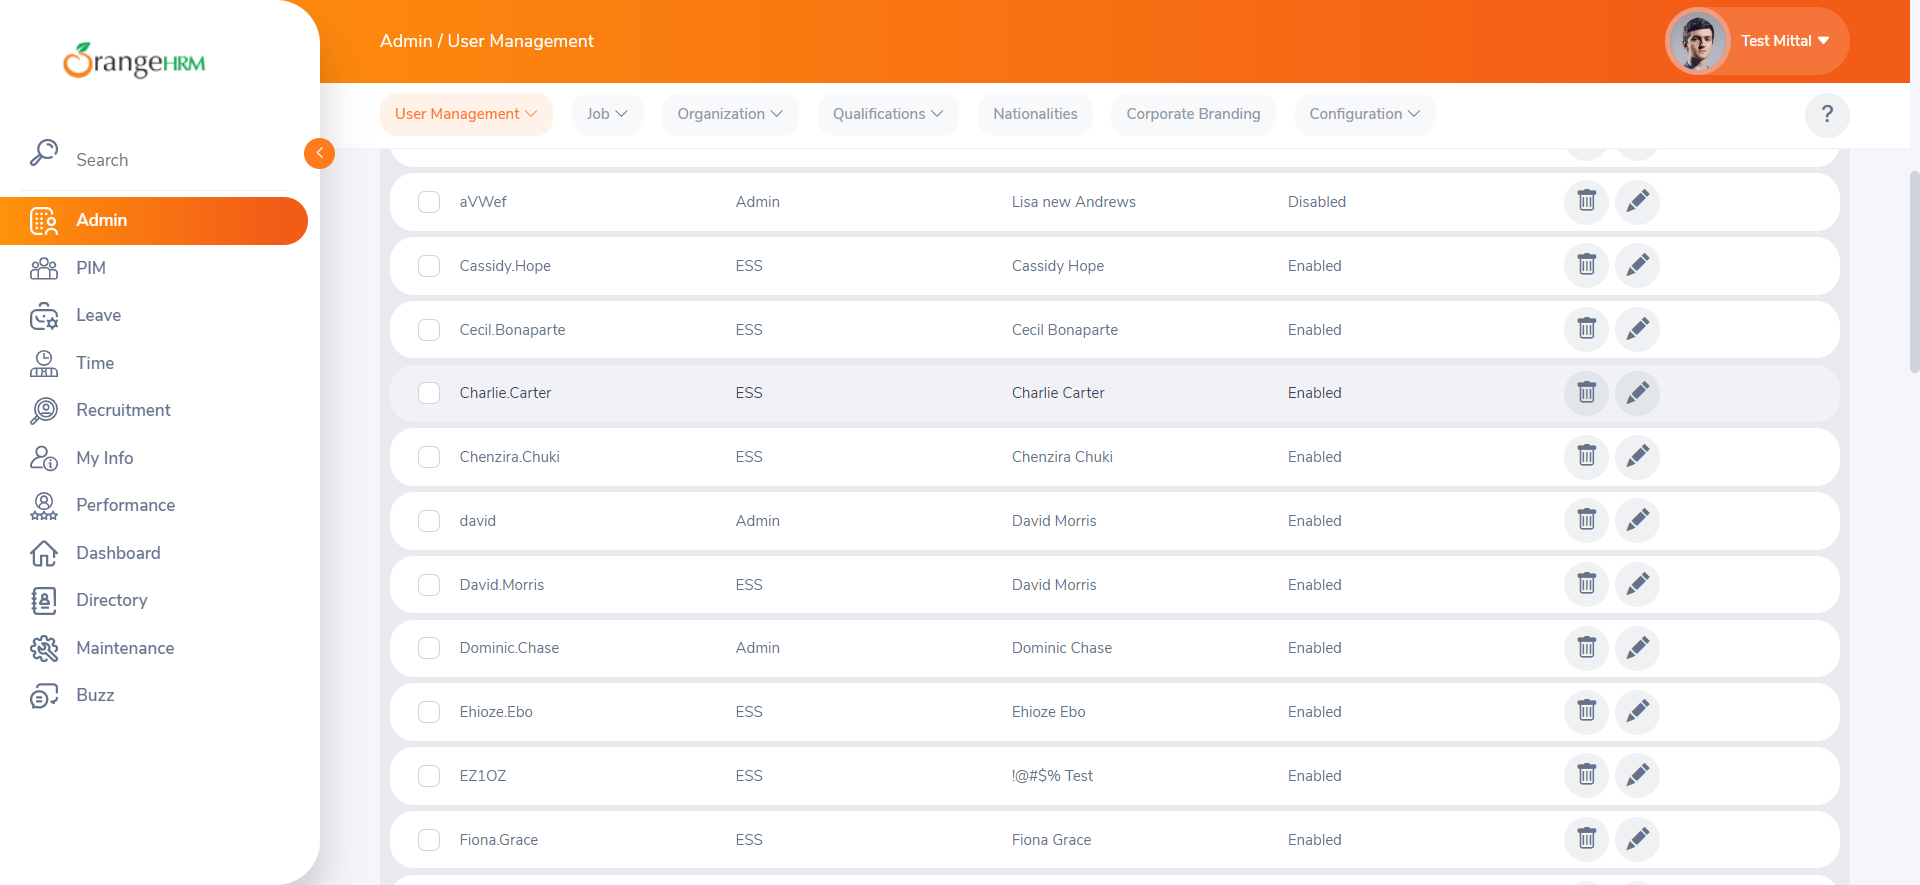 OrangeHRM
Admin / User Management
Test Mittal
User Management
Job
Organization
Qualifications
Nationalities
Corporate Branding
Configuration
?
Search
Admin
PIM
Leave
Time
Recruitment
My Info
Performance
Dashboard
Directory
Maintenance
Buzz
aVWef Admin Lisa new Andrews Disabled
Cassidy.Hope ESS Cassidy Hope Enabled
Cecil.Bonaparte ESS Cecil Bonaparte Enabled
Charlie.Carter ESS Charlie Carter Enabled
Chenzira.Chuki ESS Chenzira Chuki Enabled
david Admin David Morris Enabled
David.Morris ESS David Morris Enabled
Dominic.Chase Admin Dominic Chase Enabled
Ehioze.Ebo ESS Ehioze Ebo Enabled
EZ1OZ ESS !@#$% Test Enabled
Fiona.Grace ESS Fiona Grace Enabled